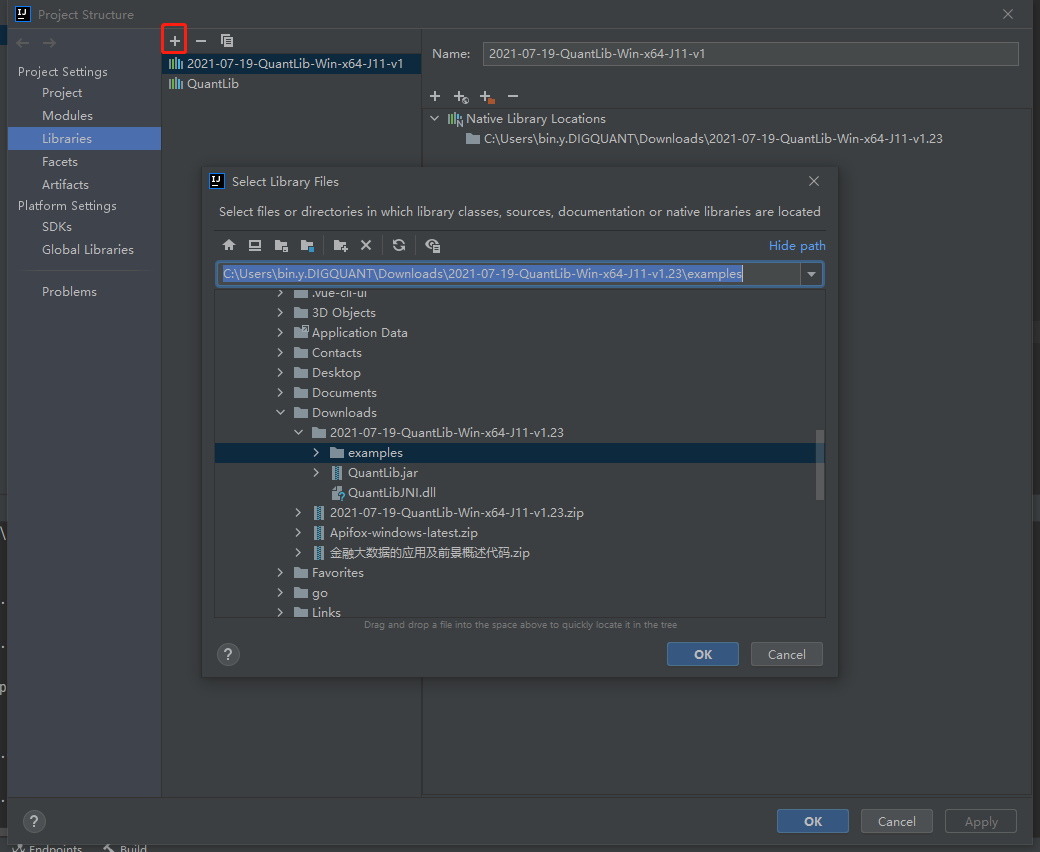 Project Structure
Project Settings
Project
Modules
Libraries
Facets
Artifacts
Platform Settings
SDKs
Global Libraries
Problems
2021-07-19-QuantLib-Win-x64-J11-v1
QuantLib
Name:
2021-07-19-QuantLib-Win-x64-J11-v1
Native Library Locations
C:\Users\bin.y.DIGQUANT\Downloads\2021-07-19-QuantLib-Win-x64-J11-v1.23
Select Library Files
Select files or directories in which library classes, sources, documentation or native libraries are located
Hide path
C:\Users\bin.y.DIGQUANT\Downloads\2021-07-19-QuantLib-Win-x64-J11-v1.23\examples
.vue-cli-ui
3D Objects
Application Data
Contacts
Desktop
Documents
Downloads
2021-07-19-QuantLib-Win-x64-J11-v1.23
examples
QuantLib.jar
QuantLibJNI.dll
2021-07-19-QuantLib-Win-x64-J11-v1.23.zip
Apifox-windows-latest.zip
金融大数据的应用及前景概述代码.zip
Favorites
go
Links
Drag and drop a file into the space above to quickly locate it in the tree
?
OK
Cancel
?
OK
Cancel
Apply
Endpoints
Build